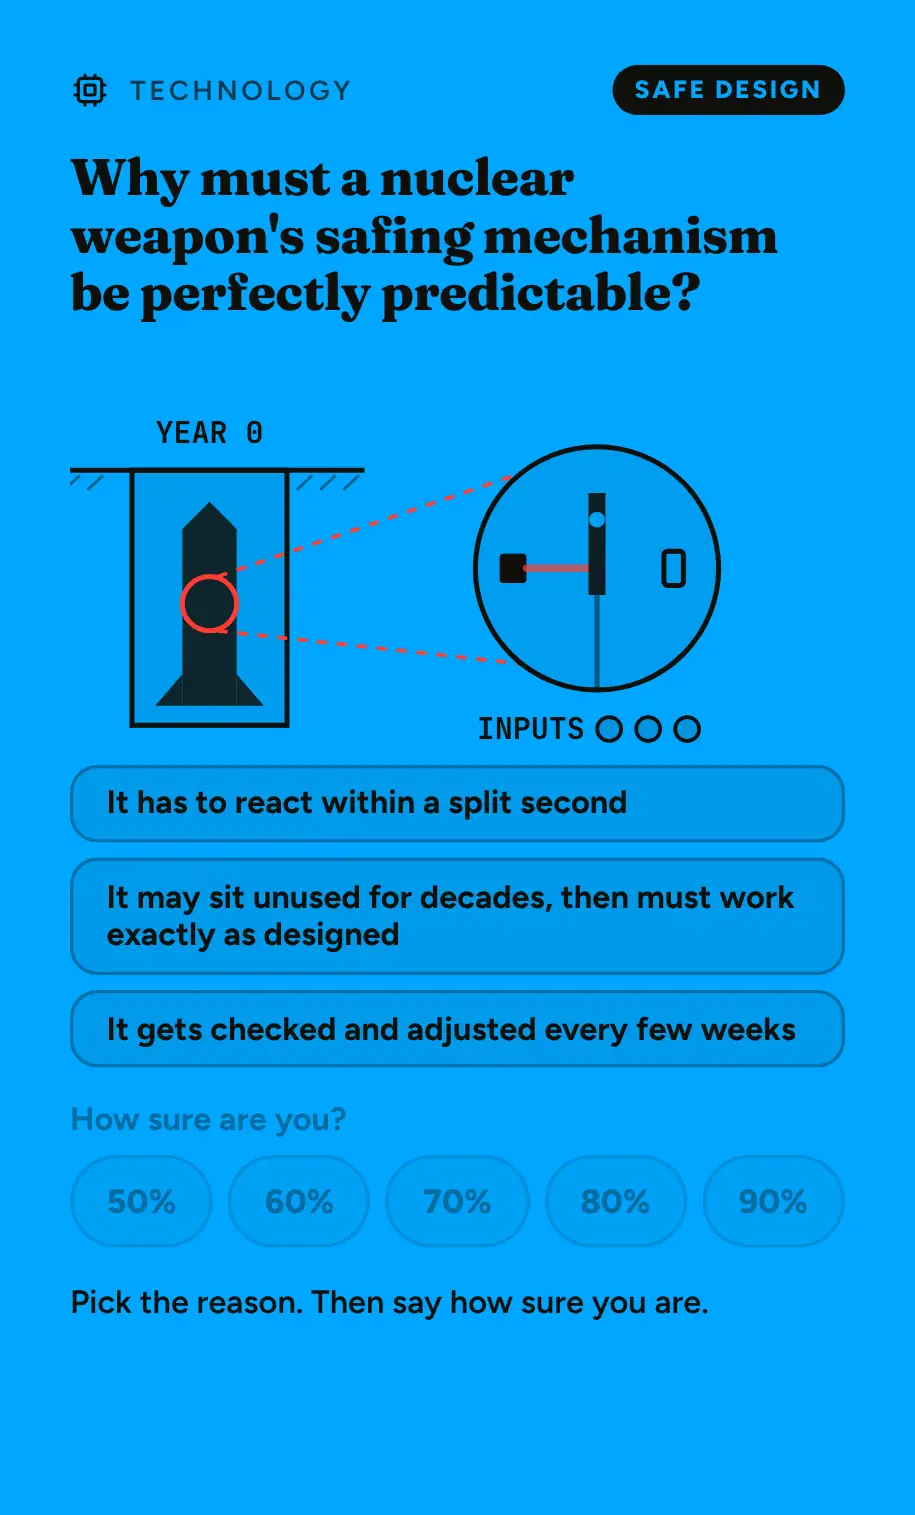 TECHNOLOGY
SAFE DESIGN
Why must a nuclear
weapon's safing mechanism
be perfectly predictable?
YEAR 0
INPUTS
It has to react within a split second
It may sit unused for decades, then must work
exactly as designed
It gets checked and adjusted every few weeks
How sure are you?
50%
60%
70%
80%
90%
Pick the reason. Then say how sure you are.